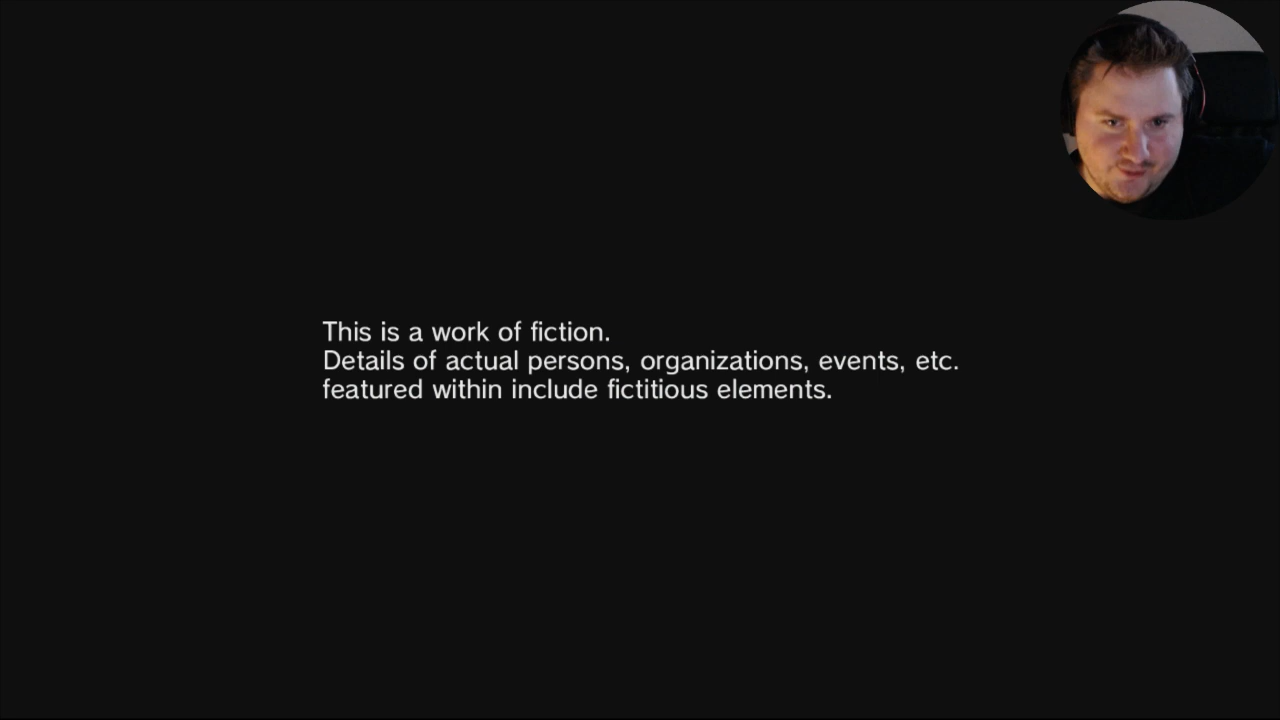 This is a work of fiction.
Details of actual persons, organizations, events, etc.
featured within include fictitious elements.